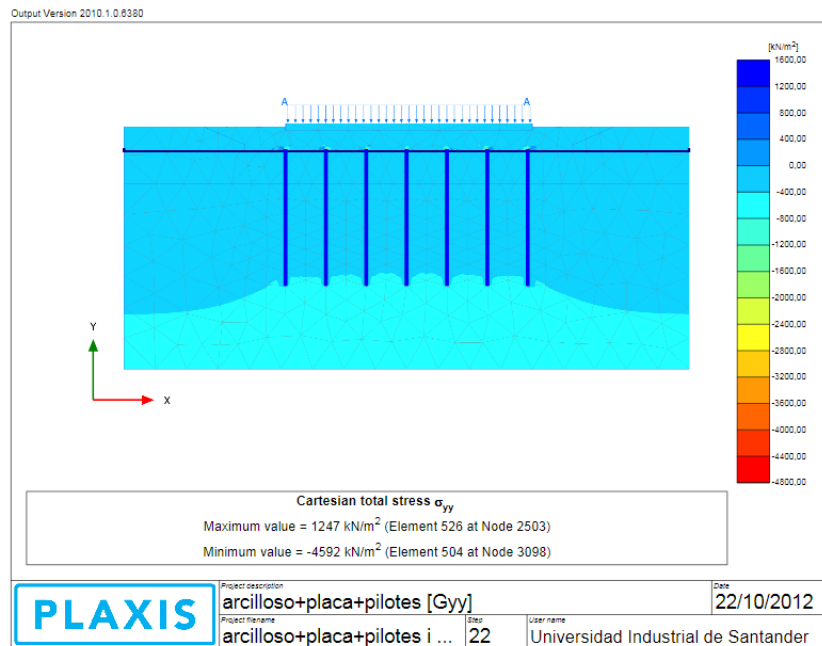 Output Version 2010.1.0.6380
[kN/m²]
A A
1600,00
1200,00
800,00
400,00
0,00
-400,00
-800,00
-1200,00
-1600,00
-2000,00
-2400,00
-2800,00
-3200,00
-3600,00
-4000,00
-4400,00
-4800,00
Y
X
Cartesian total stress σyy
Maximum value = 1247 kN/m² (Element 526 at Node 2503)
Minimum value = -4592 kN/m² (Element 504 at Node 3098)
PLAXIS
Project description
arcilloso+placa+pilotes [Gyy]
Date
22/10/2012
Project filename
arcilloso+placa+pilotes i ...
Step
22
User name
Universidad Industrial de Santander